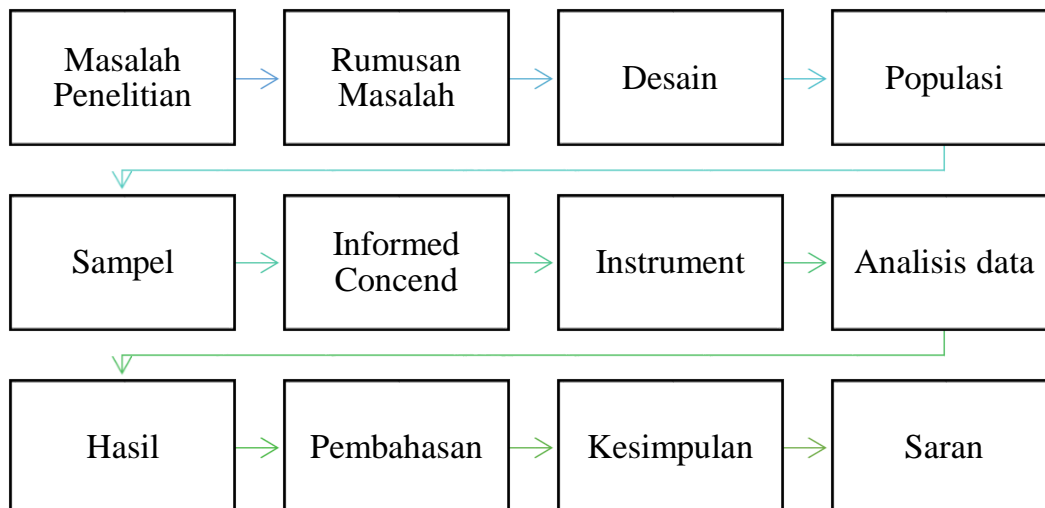 Masalah
Penelitian
Rumusan
Masalah
Desain
Populasi
Sampel
Informed
Concend
Instrument
Analisis data
Hasil
Pembahasan
Kesimpulan
Saran